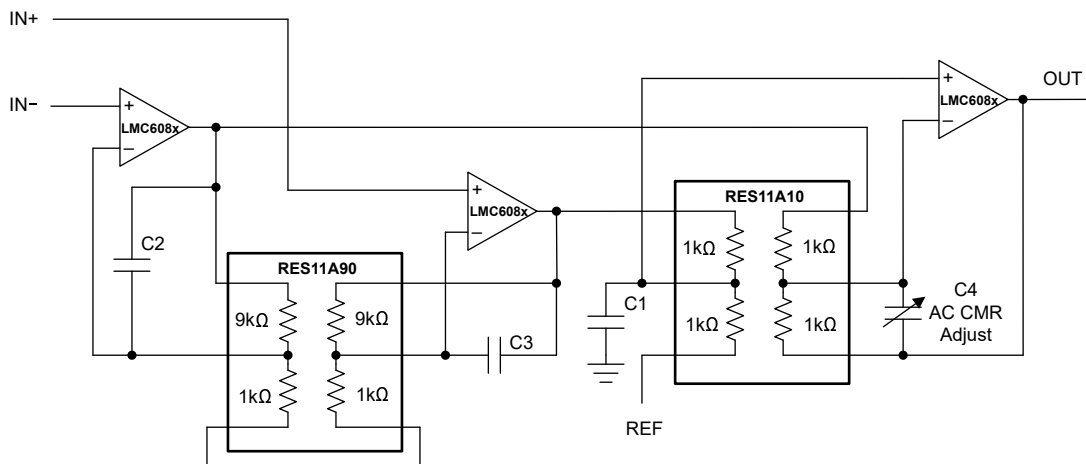 IN+
IN−
+
LMC608x
−
+
LMC608x
−
+
LMC608x
−
OUT
C2
RES11A90
9kΩ
9kΩ
1kΩ
1kΩ
C3
RES11A10
1kΩ
1kΩ
1kΩ
1kΩ
C1
C4
AC CMR
Adjust
REF